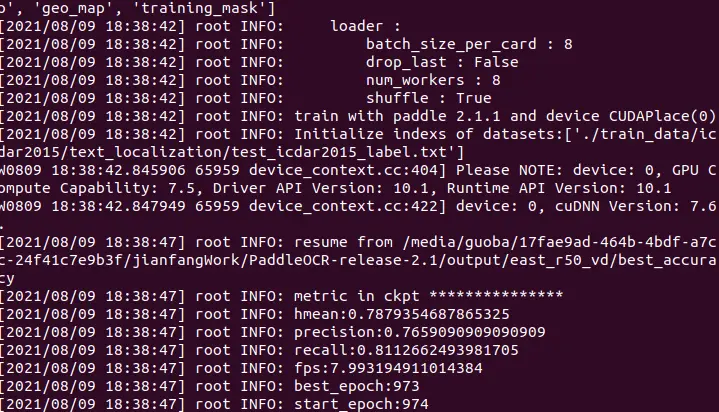 o', 'geo_map', 'training_mask']
[2021/08/09 18:38:42] root INFO:     loader :
[2021/08/09 18:38:42] root INFO:         batch_size_per_card : 8
[2021/08/09 18:38:42] root INFO:         drop_last : False
[2021/08/09 18:38:42] root INFO:         num_workers : 8
[2021/08/09 18:38:42] root INFO:         shuffle : True
[2021/08/09 18:38:42] root INFO: train with paddle 2.1.1 and device CUDAPlace(0)
[2021/08/09 18:38:42] root INFO: Initialize indexs of datasets:['./train_data/ic
dar2015/text_localization/test_icdar2015_label.txt']
W0809 18:38:42.845906 65959 device_context.cc:404] Please NOTE: device: 0, GPU C
ompute Capability: 7.5, Driver API Version: 10.1, Runtime API Version: 10.1
W0809 18:38:42.847949 65959 device_context.cc:422] device: 0, cuDNN Version: 7.6
.
[2021/08/09 18:38:47] root INFO: resume from /media/guoba/17fae9ad-464b-4bdf-a7c
c-24f41c7e9b3f/jianfangWork/PaddleOCR-release-2.1/output/east_r50_vd/best_accura
cy
[2021/08/09 18:38:47] root INFO: metric in ckpt ***************
[2021/08/09 18:38:47] root INFO: hmean:0.7879354687865325
[2021/08/09 18:38:47] root INFO: precision:0.7659090909090909
[2021/08/09 18:38:47] root INFO: recall:0.8112662493981705
[2021/08/09 18:38:47] root INFO: fps:7.993194911014384
[2021/08/09 18:38:47] root INFO: best_epoch:973
[2021/08/09 18:38:47] root INFO: start_epoch:974